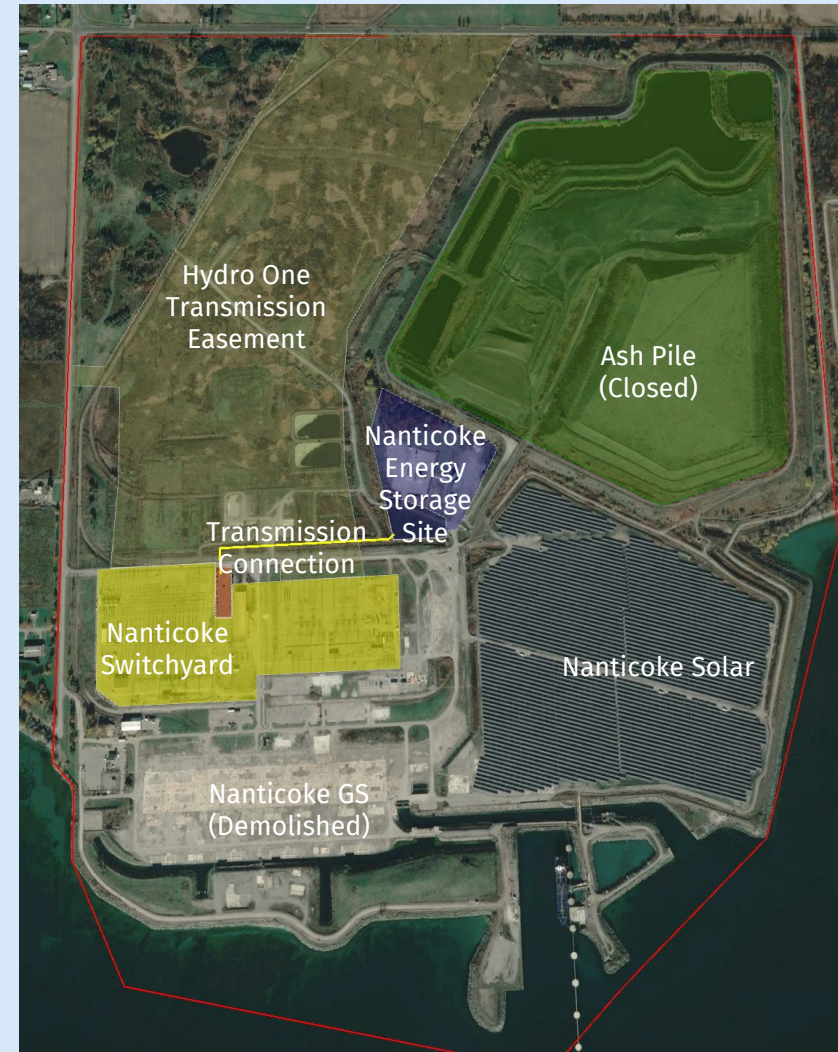 Hydro One
Transmission
Easement
Ash Pile
(Closed)
Nanticoke
Energy
Storage
Site
Transmission
Connection
Nanticoke
Switchyard
Nanticoke Solar
Nanticoke GS
(Demolished)